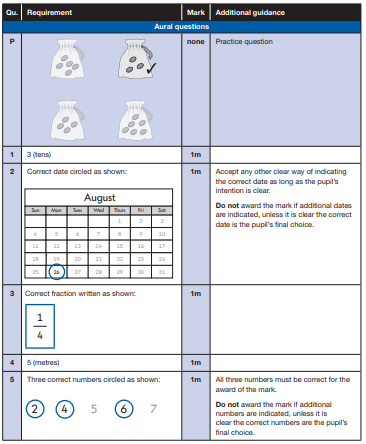 Qu. Requirement Mark Additional guidance
Aural questions
P none Practice question
1 3 (tens) 1m
2 Correct date circled as shown: 1m Accept any other clear way of indicating
the correct date as long as the pupil's
intention is clear.
Do not award the mark if additional dates
are indicated, unless it is clear the correct
date is the pupil's final choice.
August
Sun Mon Tues Wed Thurs Fri Sat
1 2 3
4 5 6 7 8 9 10
11 12 13 14 15 16 17
18 19 20 21 22 23 24
25 26 27 28 29 30 31
3 Correct fraction written as shown: 1m
1
4
4 5 (metres) 1m
5 Three correct numbers circled as shown: 1m All three numbers must be correct for the
award of the mark.
2 4 5 6 7
Do not award the mark if additional
numbers are indicated, unless it is
clear the correct numbers are the pupil's
final choice.